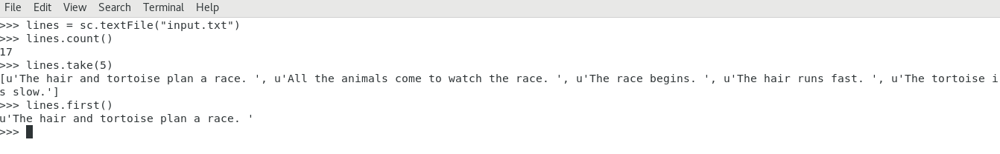 File Edit View Search Terminal Help
>>> lines = sc.textFile("input.txt")
>>> lines.count()
17
>>> lines.take(5)
[u'The hair and tortoise plan a race. ', u'All the animals come to watch the race. ', u'The race begins. ', u'The hair runs fast. ', u'The tortoise i
s slow.']
>>> lines.first()
u'The hair and tortoise plan a race. '
>>>